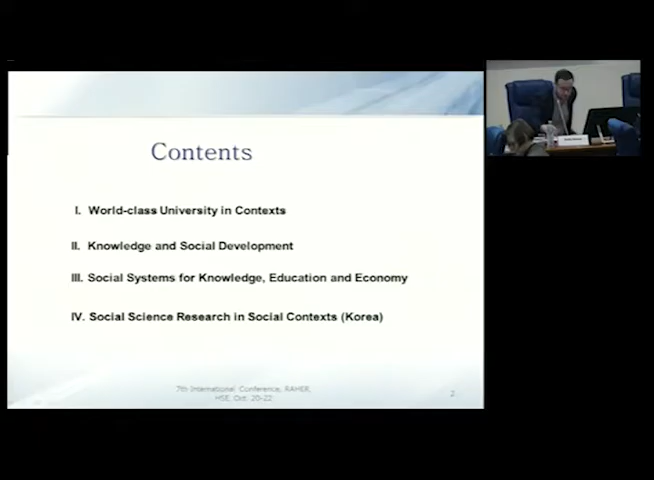 Contents
I. World-class University in Contexts
II. Knowledge and Social Development
III. Social Systems for Knowledge, Education and Economy
IV. Social Science Research in Social Contexts (Korea)
7th International Conference, RAHER,
HSE, Oct. 20-22
2